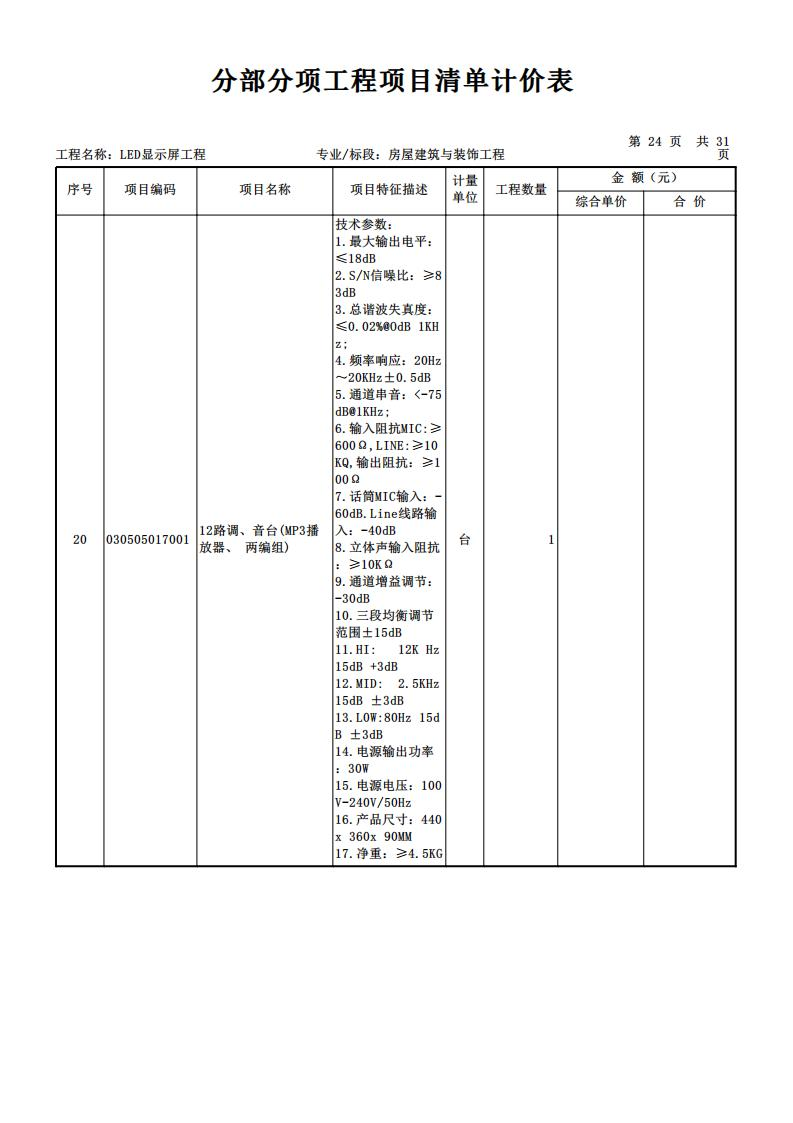 分部分项工程项目清单计价表
第 24 页  共 31
页
工程名称：LED显示屏工程
专业/标段：房屋建筑与装饰工程
序号
项目编码
项目名称
项目特征描述
计量
单位
工程数量
金 额（元）
综合单价
合 价
20
030505017001
12路调、音台(MP3播
放器、 两编组)
技术参数：
1.最大输出电平：
≤18dB
2.S/N信噪比：≥8
3dB
3.总谐波失真度：
≤0.02%@OdB 1KH
z;
4.频率响应：20Hz
～20KHz±0.5dB
5.通道串音：<-75
dB@1KHz;
6.输入阻抗MIC:≥
600Ω,LINE:≥10
KQ,输出阻抗：≥1
00Ω
7.话筒MIC输入：-
60dB.Line线路输
入：-40dB
8.立体声输入阻抗
：≥10KΩ
9.通道增益调节：
-30dB
10.三段均衡调节
范围±15dB
11.HI:   12K Hz
15dB +3dB
12.MID:  2.5KHz
15dB ±3dB
13.LOW:80Hz 15d
B ±3dB
14.电源输出功率
：30W
15.电源电压：100
V-240V/50Hz
16.产品尺寸：440
x 360x 90MM
17.净重：≥4.5KG
台
1